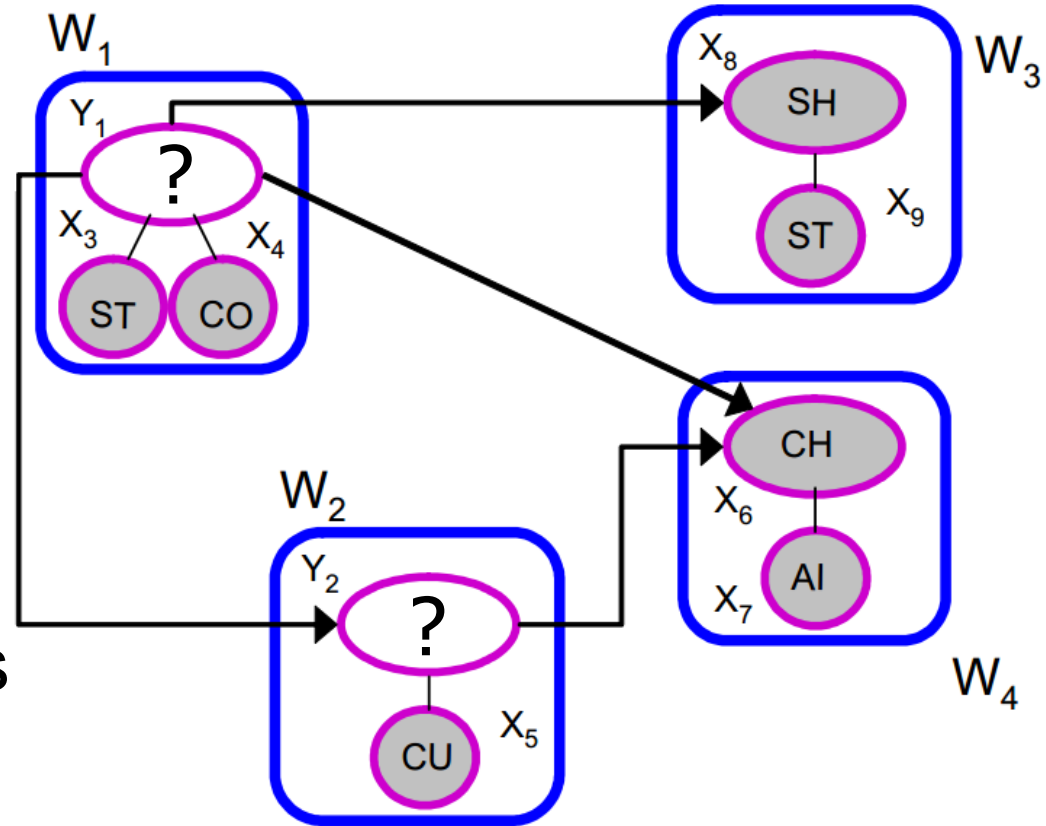 W₁
Y₁
?
X₃
X₄
ST
CO
X₈
W₃
SH
X₉
ST
W₂
Y₂
?
X₅
CU
CH
X₆
AI
X₇
W₄
s